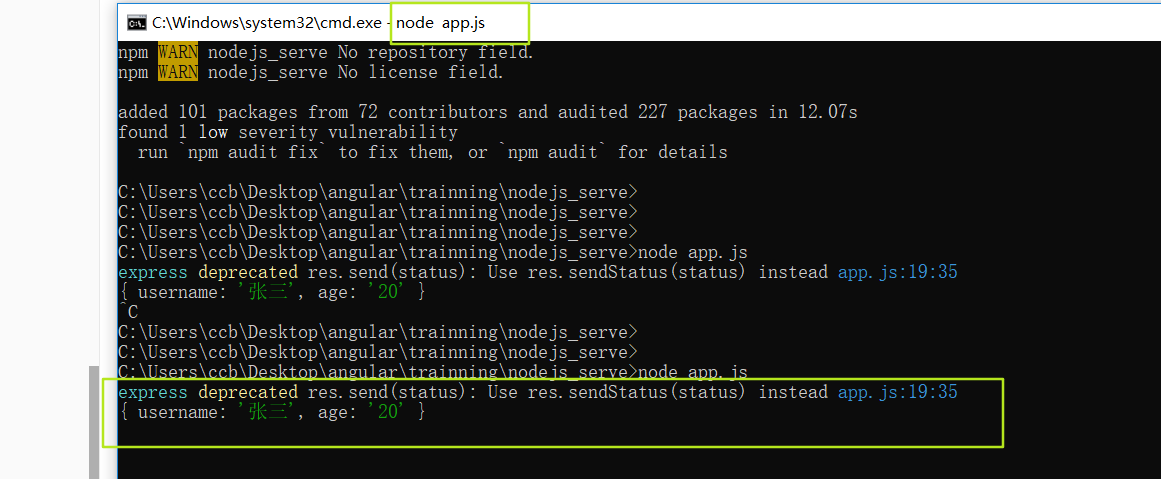 C:\Windows\system32\cmd.exe - node  app.js
npm WARN nodejs_serve No repository field.
npm WARN nodejs_serve No license field.
added 101 packages from 72 contributors and audited 227 packages in 12.07s
found 1 low severity vulnerability
  run `npm audit fix` to fix them, or `npm audit` for details
C:\Users\ccb\Desktop\angular\trainning\nodejs_serve>
C:\Users\ccb\Desktop\angular\trainning\nodejs_serve>
C:\Users\ccb\Desktop\angular\trainning\nodejs_serve>
C:\Users\ccb\Desktop\angular\trainning\nodejs_serve>node app.js
express deprecated res.send(status): Use res.sendStatus(status) instead app.js:19:35
{ username: '张三', age: '20' }
^C
C:\Users\ccb\Desktop\angular\trainning\nodejs_serve>
C:\Users\ccb\Desktop\angular\trainning\nodejs_serve>
C:\Users\ccb\Desktop\angular\trainning\nodejs_serve>node app.js
express deprecated res.send(status): Use res.sendStatus(status) instead app.js:19:35
{ username: '张三', age: '20' }